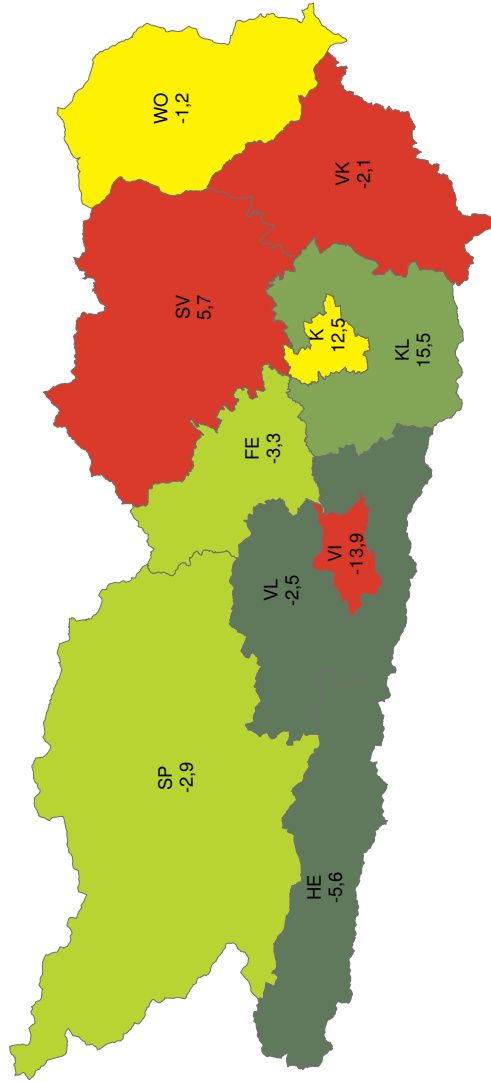 SP
-2,9
WO
-1,2
SV
5,7
FE
-3,3
VL
-2,5
HE
-5,6
K
12,5
VI
-13,9
VK
-2,1
KL
15,5